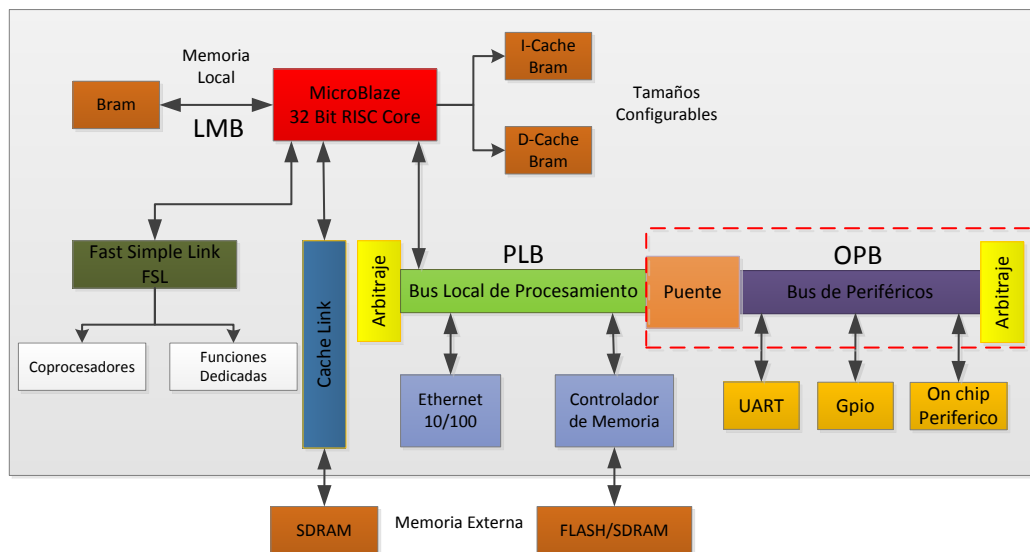 Memoria
Local
Bram
LMB
MicroBlaze
32 Bit RISC Core
I-Cache
Bram
D-Cache
Bram
Tamaños
Configurables
Fast Simple Link
FSL
Coprocesadores
Funciones
Dedicadas
Cache Link
Arbitraje
PLB
Bus Local de Procesamiento
Puente
OPB
Bus de Periféricos
Arbitraje
Ethernet
10/100
Controlador
de Memoria
UART
Gpio
On chip
Periferico
SDRAM
Memoria Externa
FLASH/SDRAM